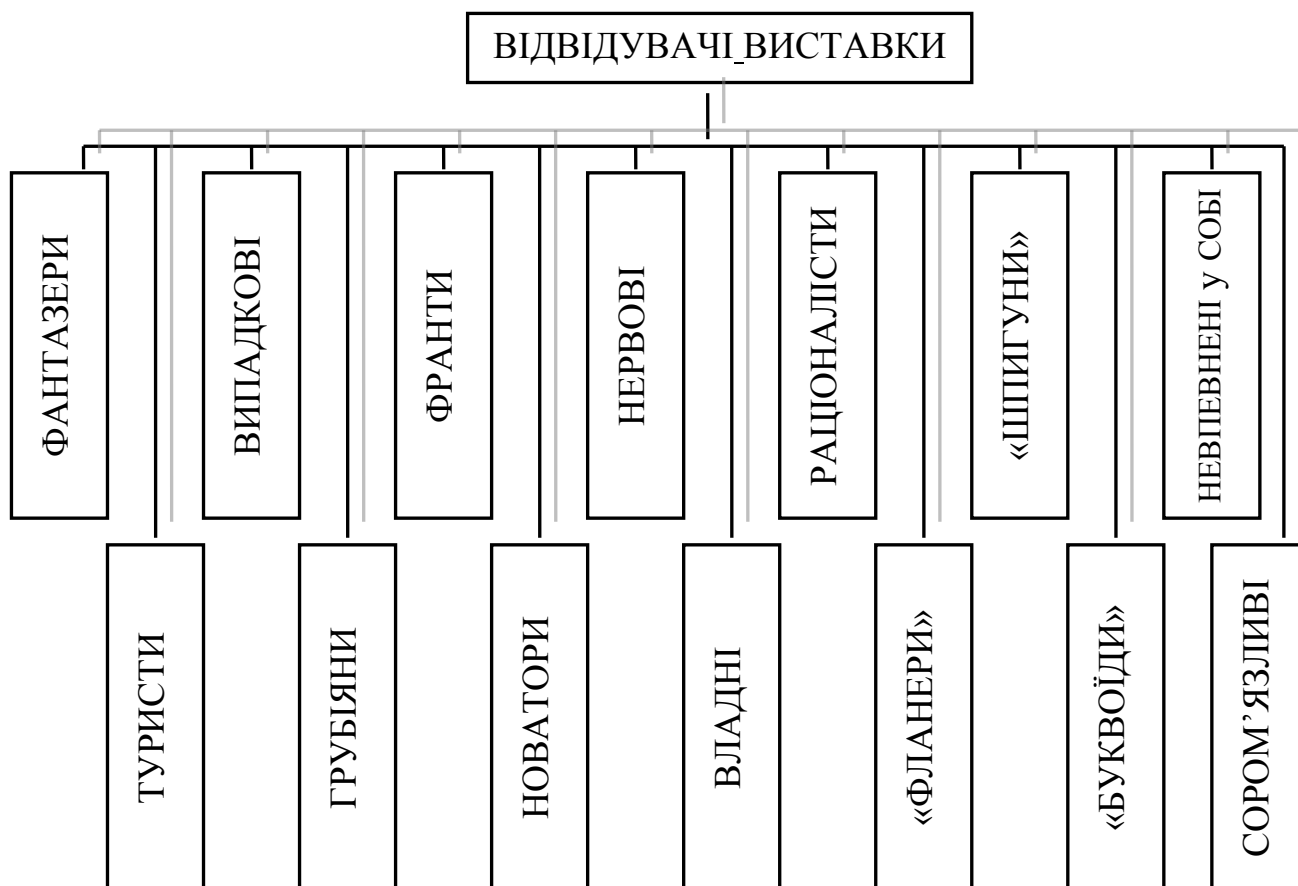 ВІДВІДУВАЧІ ВИСТАВКИ
ФАНТАЗЕРИ
ВИПАДКОВІ
ФРАНТИ
НЕРВОВІ
РАЦІОНАЛІСТИ
«ШПИГУНИ»
НЕВПЕВНЕНІ у СОБІ
ТУРИСТИ
ГРУБІЯНИ
НОВАТОРИ
ВЛАДНІ
«ФЛАНЕРИ»
«БУКВОЇДИ»
СОРОМ’ЯЗЛИВІ